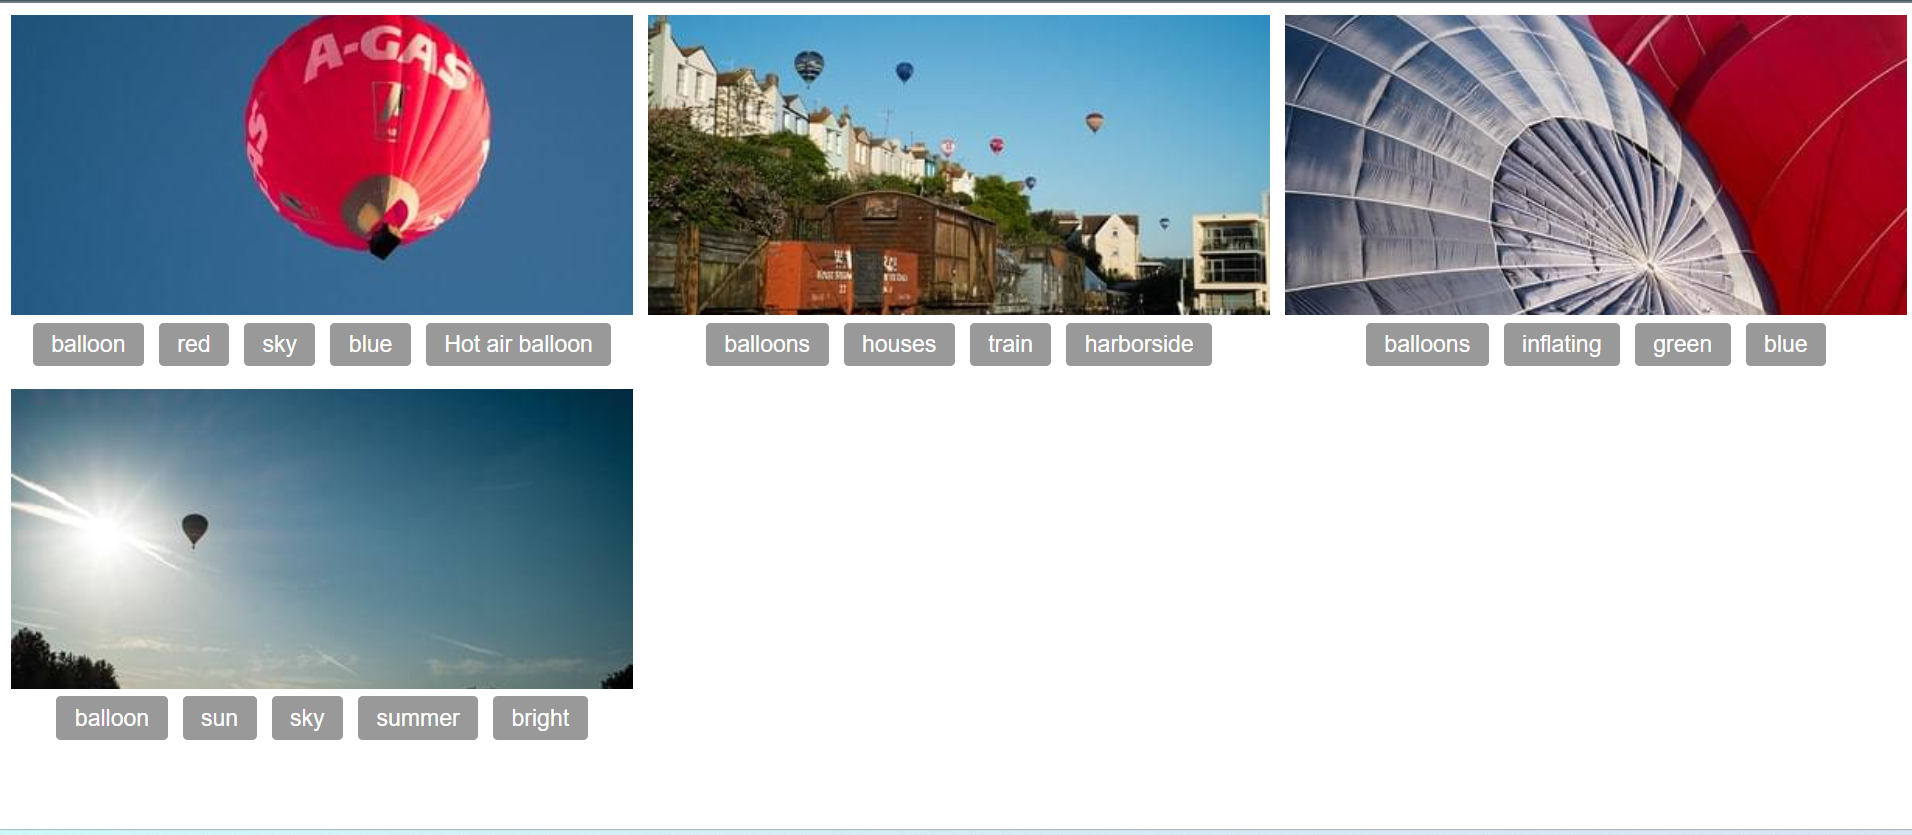 A-GAS
balloon red sky blue Hot air balloon
balloons houses train harborside
balloons inflating green blue
balloon sun sky summer bright